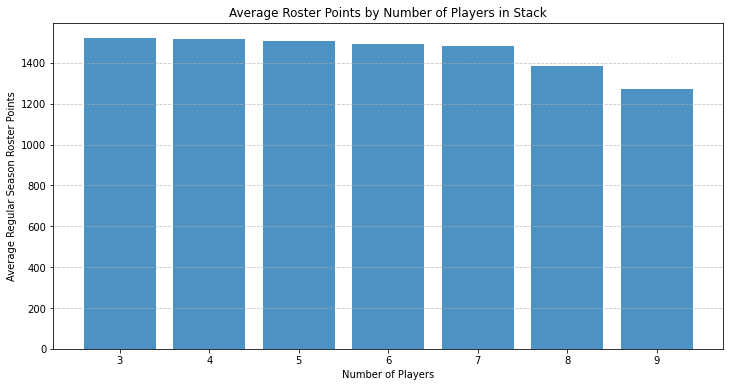 Average Roster Points by Number of Players in Stack
Average Regular Season Roster Points
1400
1200
1000
800
600
400
200
0
3 4 5 6 7 8 9
Number of Players